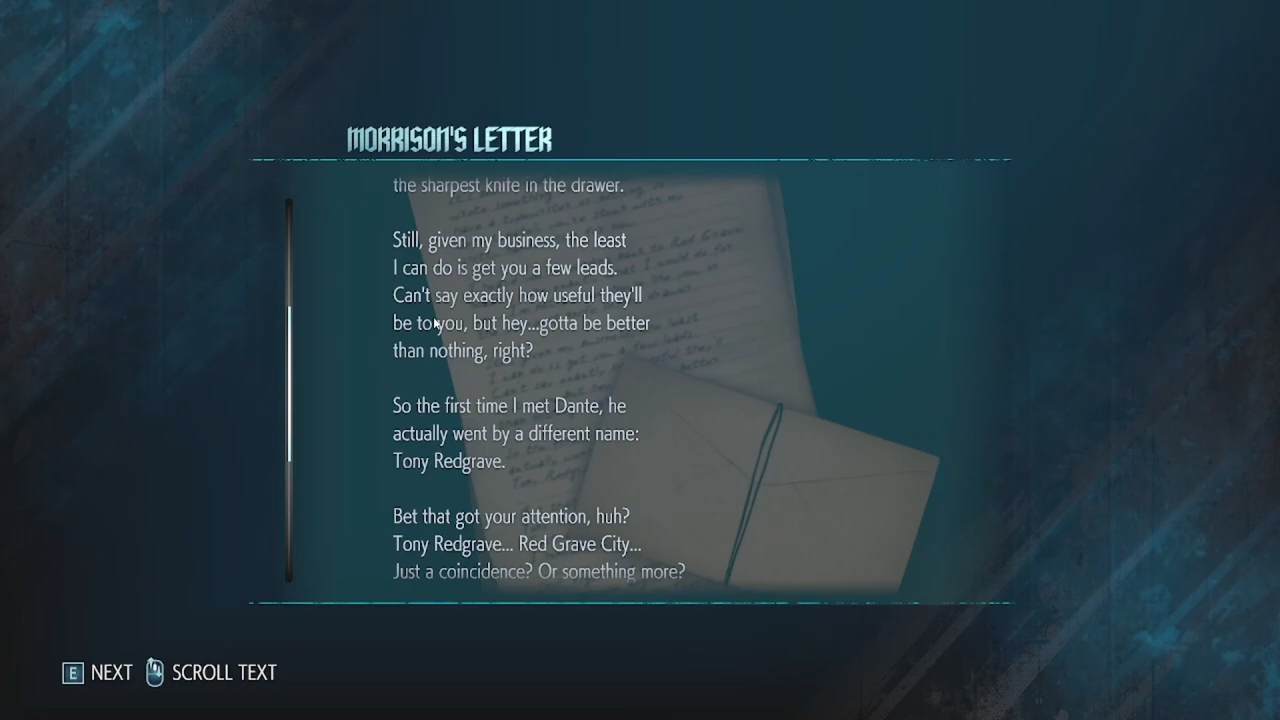 MORRISON'S LETTER
the sharpest knife in the drawer.
Still, given my business, the least
I can do is get you a few leads.
Can't say exactly how useful they'll
be to you, but hey...gotta be better
than nothing, right?
So the first time I met Dante, he
actually went by a different name:
Tony Redgrave.
Bet that got your attention, huh?
Tony Redgrave... Red Grave City...
Just a coincidence? Or something more?
E NEXT SCROLL TEXT